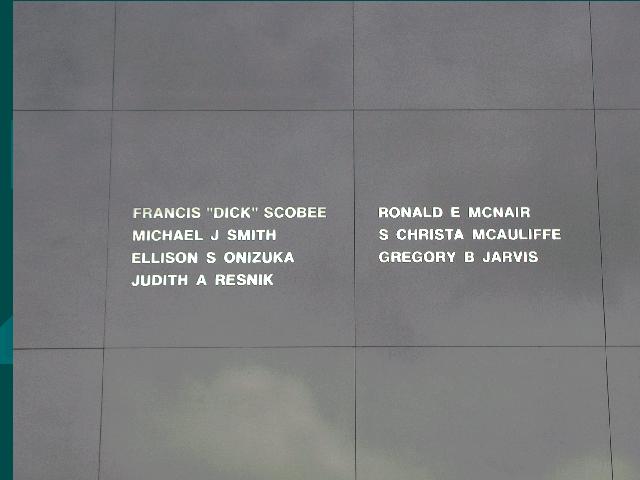 FRANCIS "DICK" SCOBEE
MICHAEL J SMITH
ELLISON S ONIZUKA
JUDITH A RESNIK
RONALD E MCNAIR
S CHRISTA MCAULIFFE
GREGORY B JARVIS